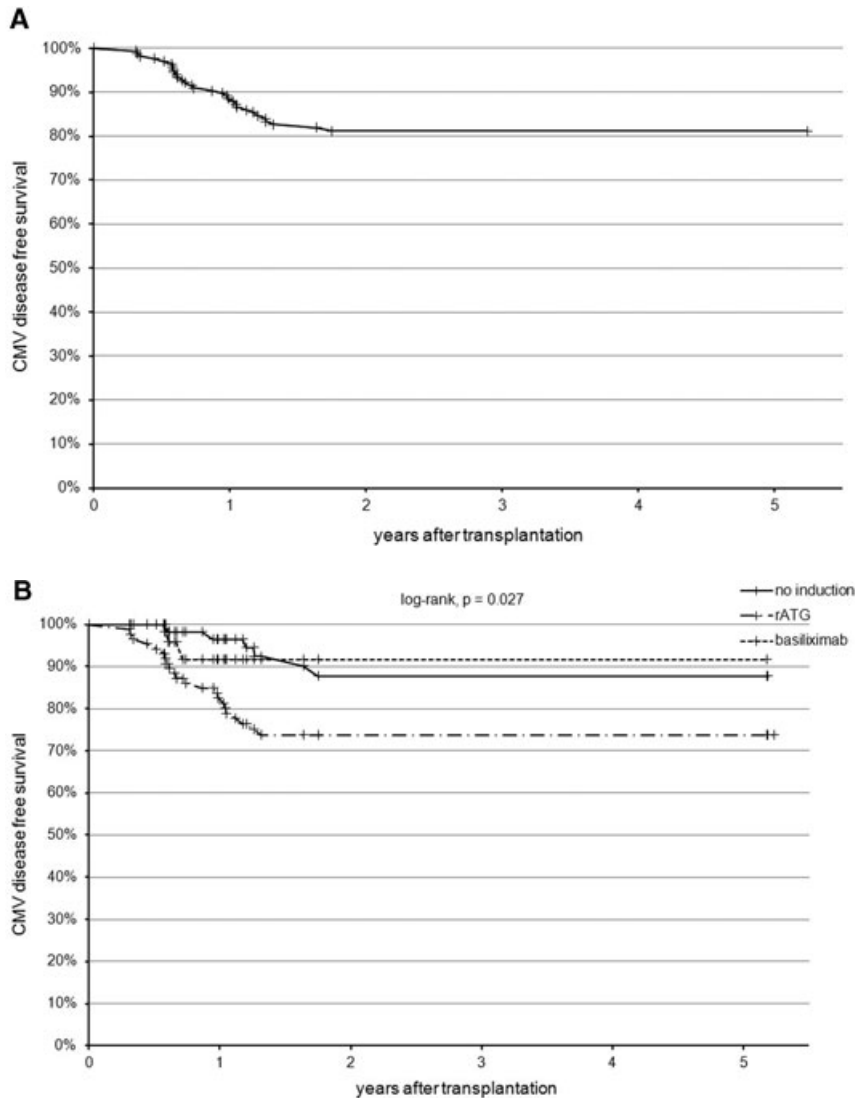 A
100%
90%
80%
70%
60%
50%
40%
30%
20%
10%
0%
CMV disease free survival
0 1 2 3 4 5
years after transplantation
B
log-rank, p = 0.027
no induction
rATG
basiliximab
100%
90%
80%
70%
60%
50%
40%
30%
20%
10%
0%
CMV disease free survival
0 1 2 3 4 5
years after transplantation